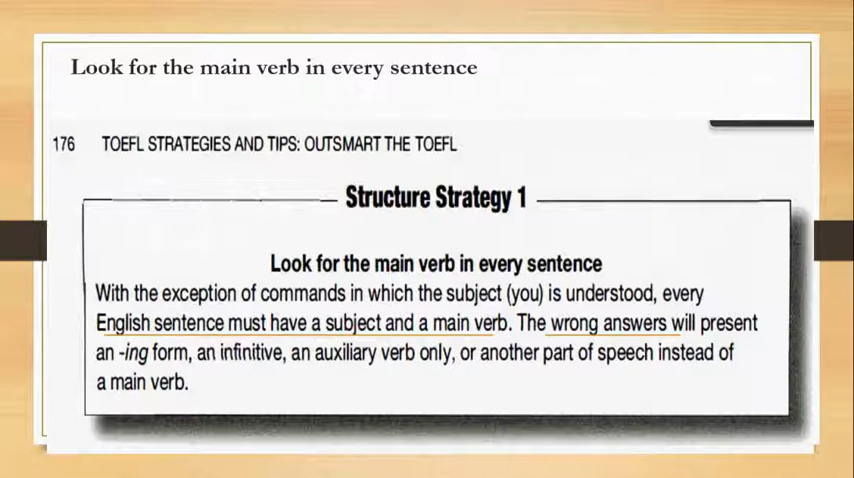 Look for the main verb in every sentence
176 TOEFL STRATEGIES AND TIPS: OUTSMART THE TOEFL
Structure Strategy 1
Look for the main verb in every sentence
With the exception of commands in which the subject (you) is understood, every
English sentence must have a subject and a main verb. The wrong answers will present
an -ing form, an infinitive, an auxiliary verb only, or another part of speech instead of
a main verb.